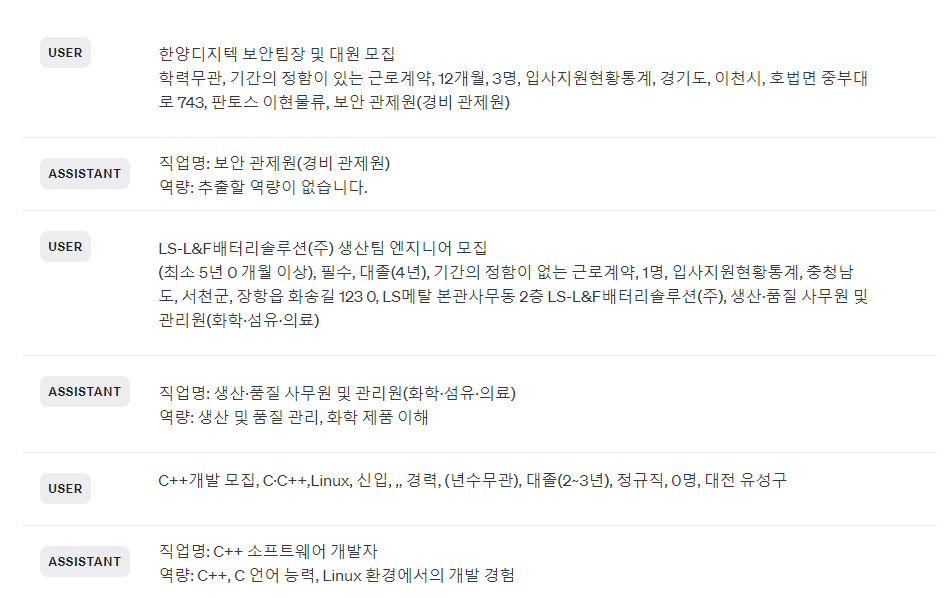 USER
한양디지텍 보안팀장 및 대원 모집
학력무관, 기간의 정함이 있는 근로계약, 12개월, 3명, 입사지원현황통계, 경기도, 이천시, 호법면 중부대
로 743, 판토스 이현물류, 보안 관제원(경비 관제원)
ASSISTANT
직업명: 보안 관제원(경비 관제원)
역량: 추출할 역량이 없습니다.
USER
LS-L&F배터리솔루션(주) 생산팀 엔지니어 모집
(최소 5년 0 개월 이상), 필수, 대졸(4년), 기간의 정함이 없는 근로계약, 1명, 입사지원현황통계, 충청남
도, 서천군, 장항읍 화송길 123 0, LS메탈 본관사무동 2층 LS-L&F배터리솔루션(주), 생산·품질 사무원 및
관리원(화학·섬유·의료)
ASSISTANT
직업명: 생산·품질 사무원 및 관리원(화학·섬유·의료)
역량: 생산 및 품질 관리, 화학 제품 이해
USER
C++개발 모집, C·C++,Linux, 신입, ,, 경력, (년수무관), 대졸(2~3년), 정규직, 0명, 대전 유성구
ASSISTANT
직업명: C++ 소프트웨어 개발자
역량: C++, C 언어 능력, Linux 환경에서의 개발 경험